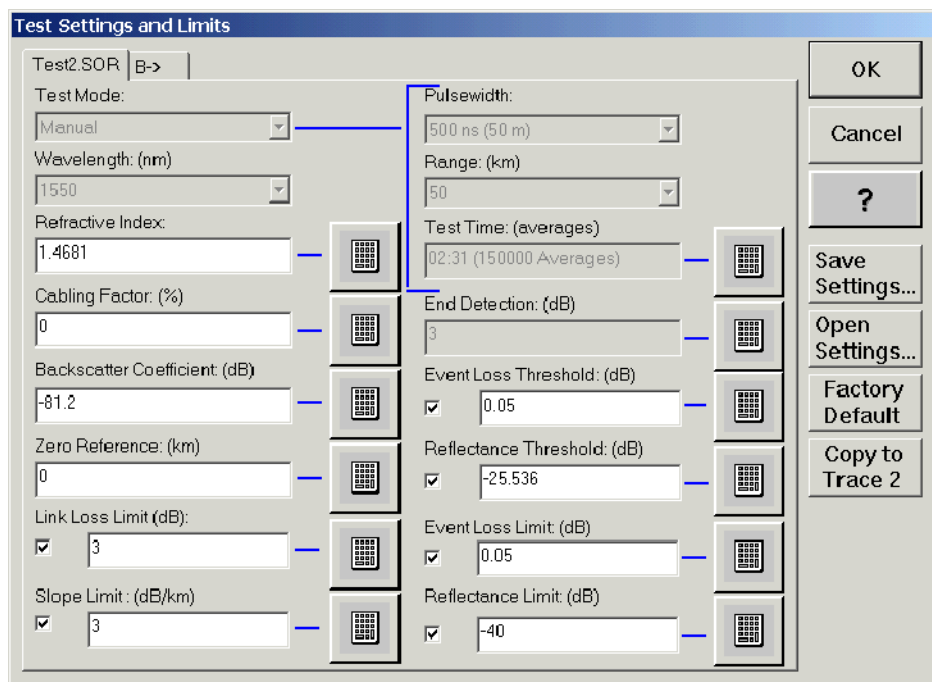 Test Settings and Limits
Test2.SOR
B->
Test Mode:
Manual
Wavelength: (nm)
1550
Refractive Index:
1.4681
Cabling Factor: (%)
0
Backscatter Coefficient: (dB)
-81.2
Zero Reference: (km)
0
Link Loss Limit (dB):
3
Slope Limit: (dB/km)
3
Pulsewidth:
500 ns (50 m)
Range: (km)
50
Test Time: (averages)
02:31 (150000 Averages)
End Detection: (dB)
3
Event Loss Threshold: (dB)
0.05
Reflectance Threshold: (dB)
-25.536
Event Loss Limit: (dB)
0.05
Reflectance Limit: (dB)
-40
OK
Cancel
?
Save
Settings...
Open
Settings...
Factory
Default
Copy to
Trace 2